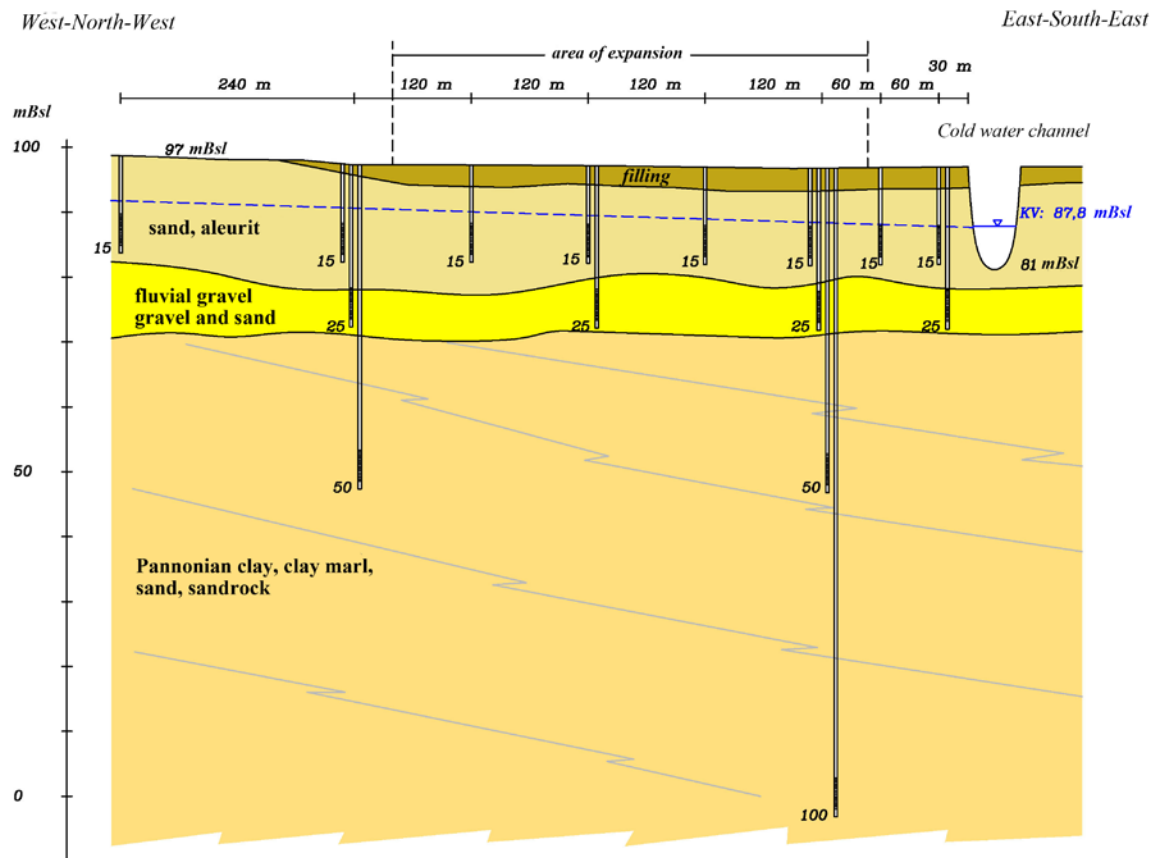 West-North-West
East-South-East
area of expansion
30 m
240 m
120 m
120 m
120 m
120 m
60 m
60 m
mBsl
Cold water channel
100
97 mBsl
filling
KV: 87,8 mBsl
sand, aleurit
15
15
15
15
15
15
15
81 mBsl
fluvial gravel
gravel and sand
25
25
25
25
50
50
50
Pannonian clay, clay marl,
sand, sandrock
0
100